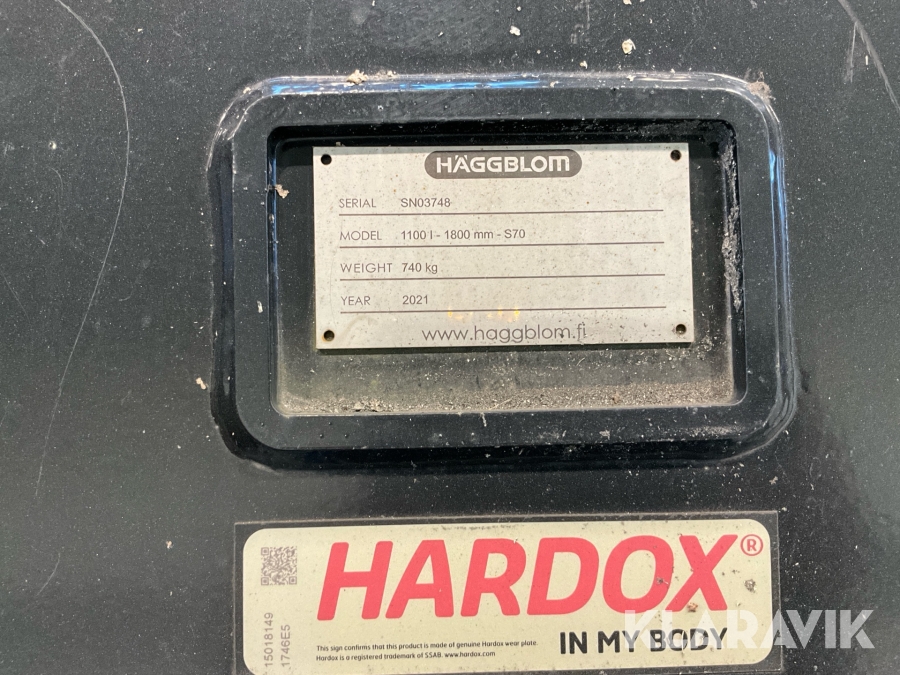 HÄGGBLOM
SERIAL SN03748
MODEL 1100 l - 1800 mm - S70
WEIGHT 740 kg
YEAR 2021
www.haggblom.fi
HARDOX®
IN MY BODY
This sign confirms that this product is made of genuine Hardox wear plate.
Hardox is a registered trademark of SSAB. www.hardox.com
15018149
1746E5
KLARAVIK